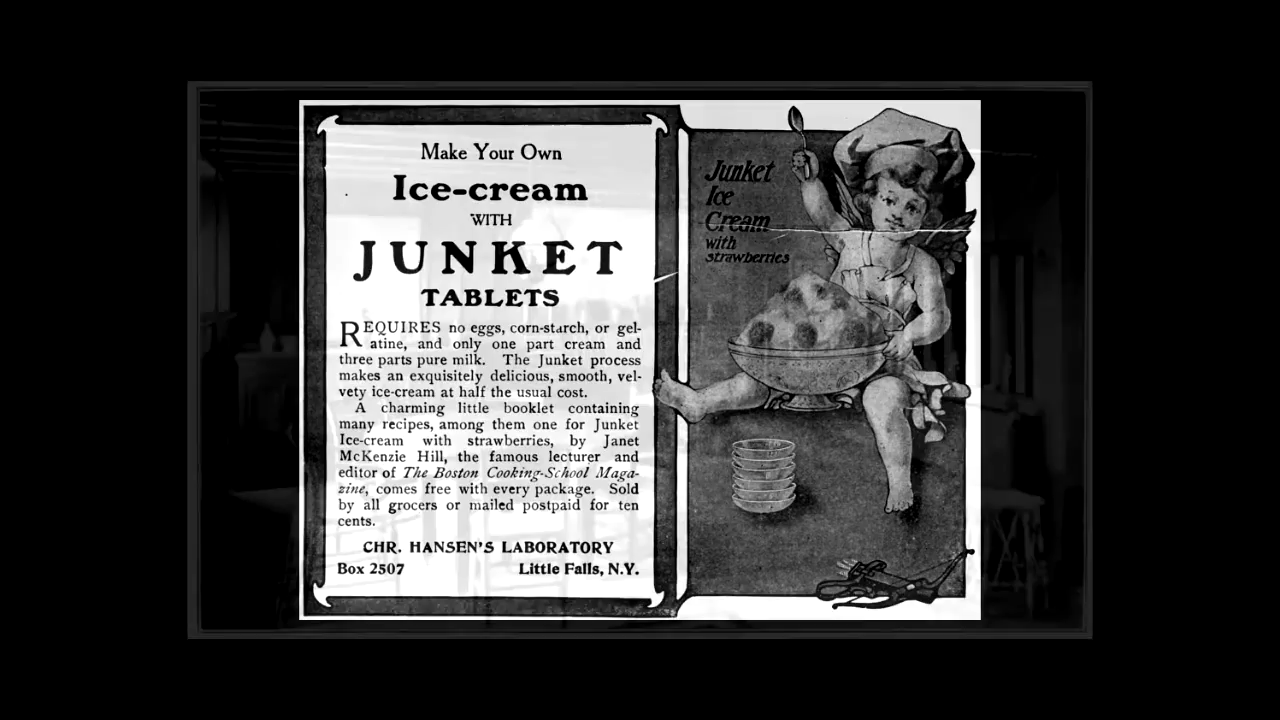 Make Your Own
Ice-cream
WITH
JUNKET
TABLETS
REQUIRES no eggs, corn-starch, or gel-
atine, and only one part cream and
three parts pure milk. The Junket process
makes an exquisitely delicious, smooth, vel-
vety ice-cream at half the usual cost.
A charming little booklet containing
many recipes, among them one for Junket
Ice-cream with strawberries, by Janet
McKenzie Hill, the famous lecturer and
editor of The Boston Cooking-School Maga-
zine, comes free with every package. Sold
by all grocers or mailed postpaid for ten
cents.
CHR. HANSEN'S LABORATORY
Box 2507 Little Falls, N.Y.
Junket
Ice
Cream
with
strawberries